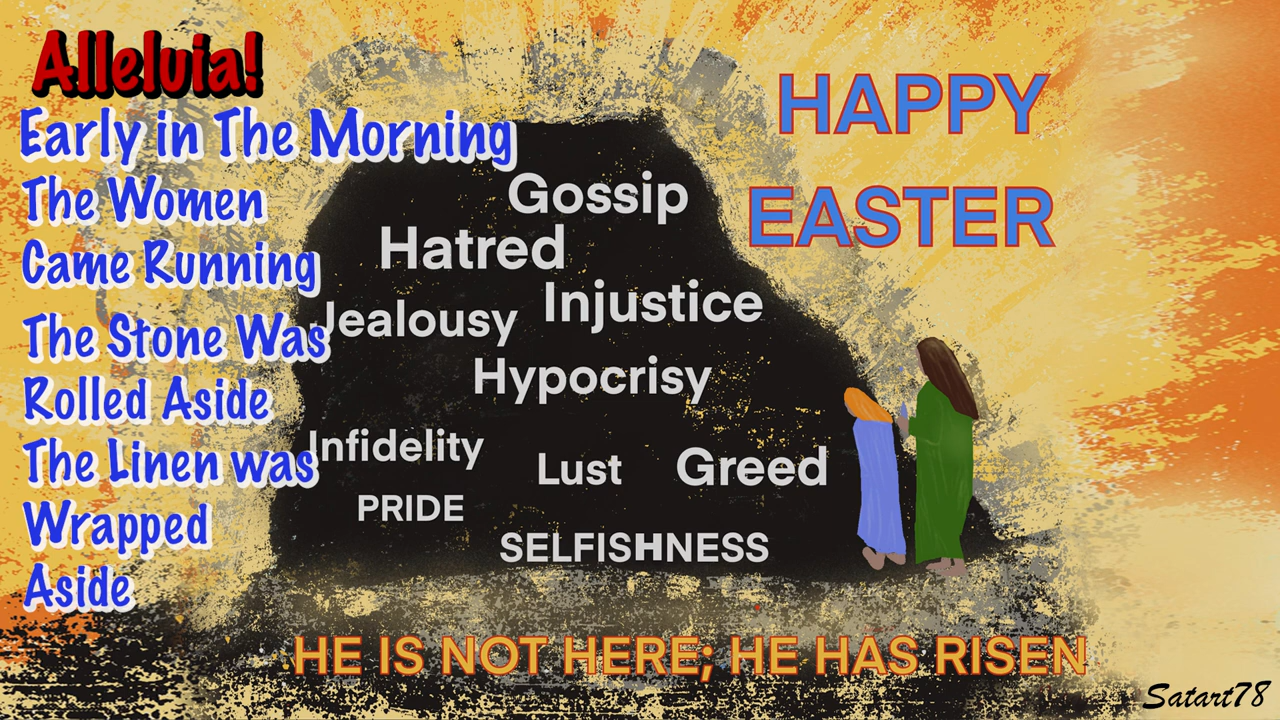 Alleluia!
Early in The Morning
The Women
Came Running
The Stone Was
Rolled Aside
The Linen was
Wrapped
Aside
HAPPY
EASTER
Gossip
Hatred
Injustice
Jealousy
Hypocrisy
Infidelity
Lust
Greed
PRIDE
SELFISHNESS
HE IS NOT HERE; HE HAS RISEN
Satart78